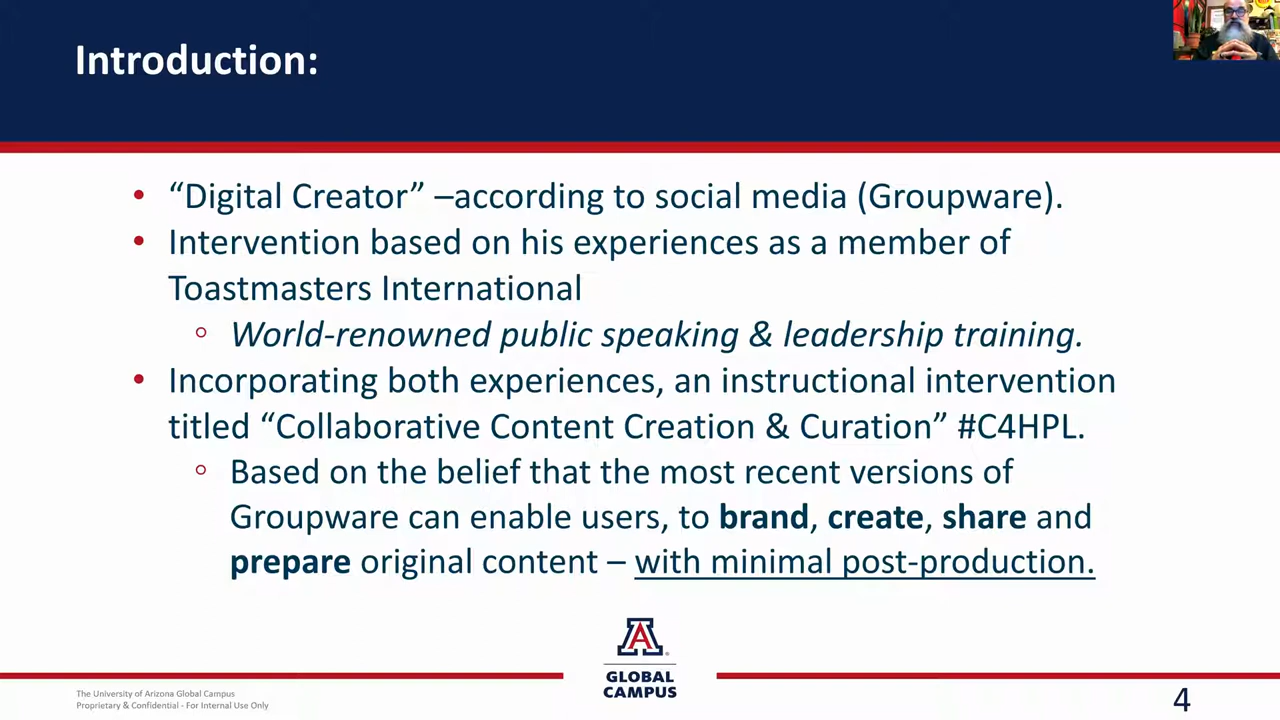 Introduction:
• “Digital Creator” –according to social media (Groupware).
• Intervention based on his experiences as a member of
Toastmasters International
◦ World-renowned public speaking & leadership training.
• Incorporating both experiences, an instructional intervention
titled “Collaborative Content Creation & Curation” #C4HPL.
◦ Based on the belief that the most recent versions of
Groupware can enable users, to brand, create, share and
prepare original content – with minimal post-production.
A
GLOBAL
CAMPUS
The University of Arizona Global Campus
Proprietary & Confidential - For Internal Use Only
4